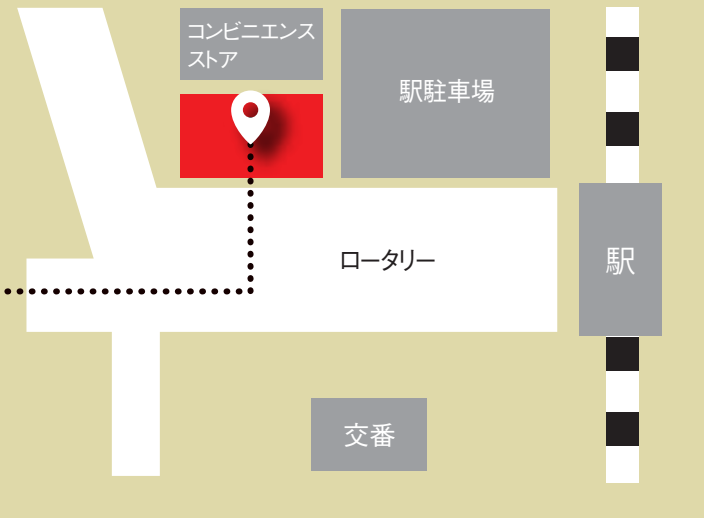 コンビニエンス
ストア
駅駐車場
ロータリー
駅
交番